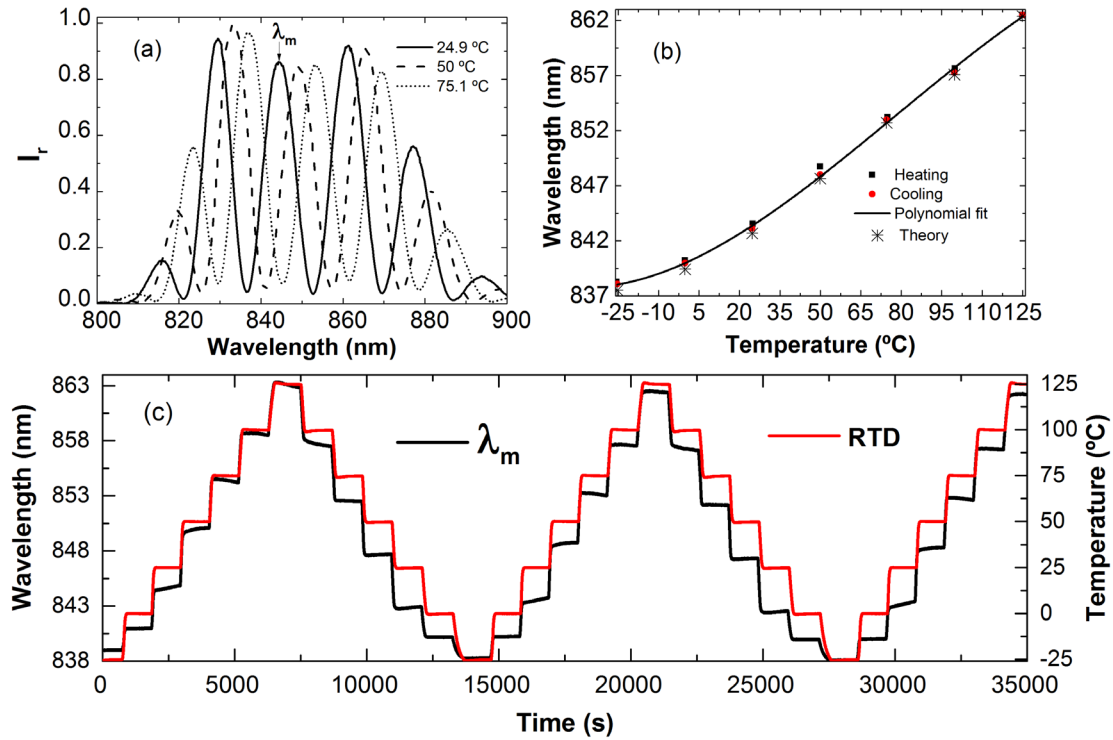 (a)
λm
24.9 ºC
50 ºC
75.1 ºC
Ir
1.0
0.8
0.6
0.4
0.2
0.0
800 820 840 860 880 900
Wavelength (nm)
(b)
Wavelength (nm)
862
857
852
847
842
837
Heating
Cooling
Polynomial fit
Theory
-25 -10 5 20 35 50 65 80 95 110 125
Temperature (ºC)
(c)
λm
RTD
Wavelength (nm)
863
858
853
848
843
838
Temperature (ºC)
125
100
75
50
25
0
-25
0 5000 10000 15000 20000 25000 30000 35000
Time (s)